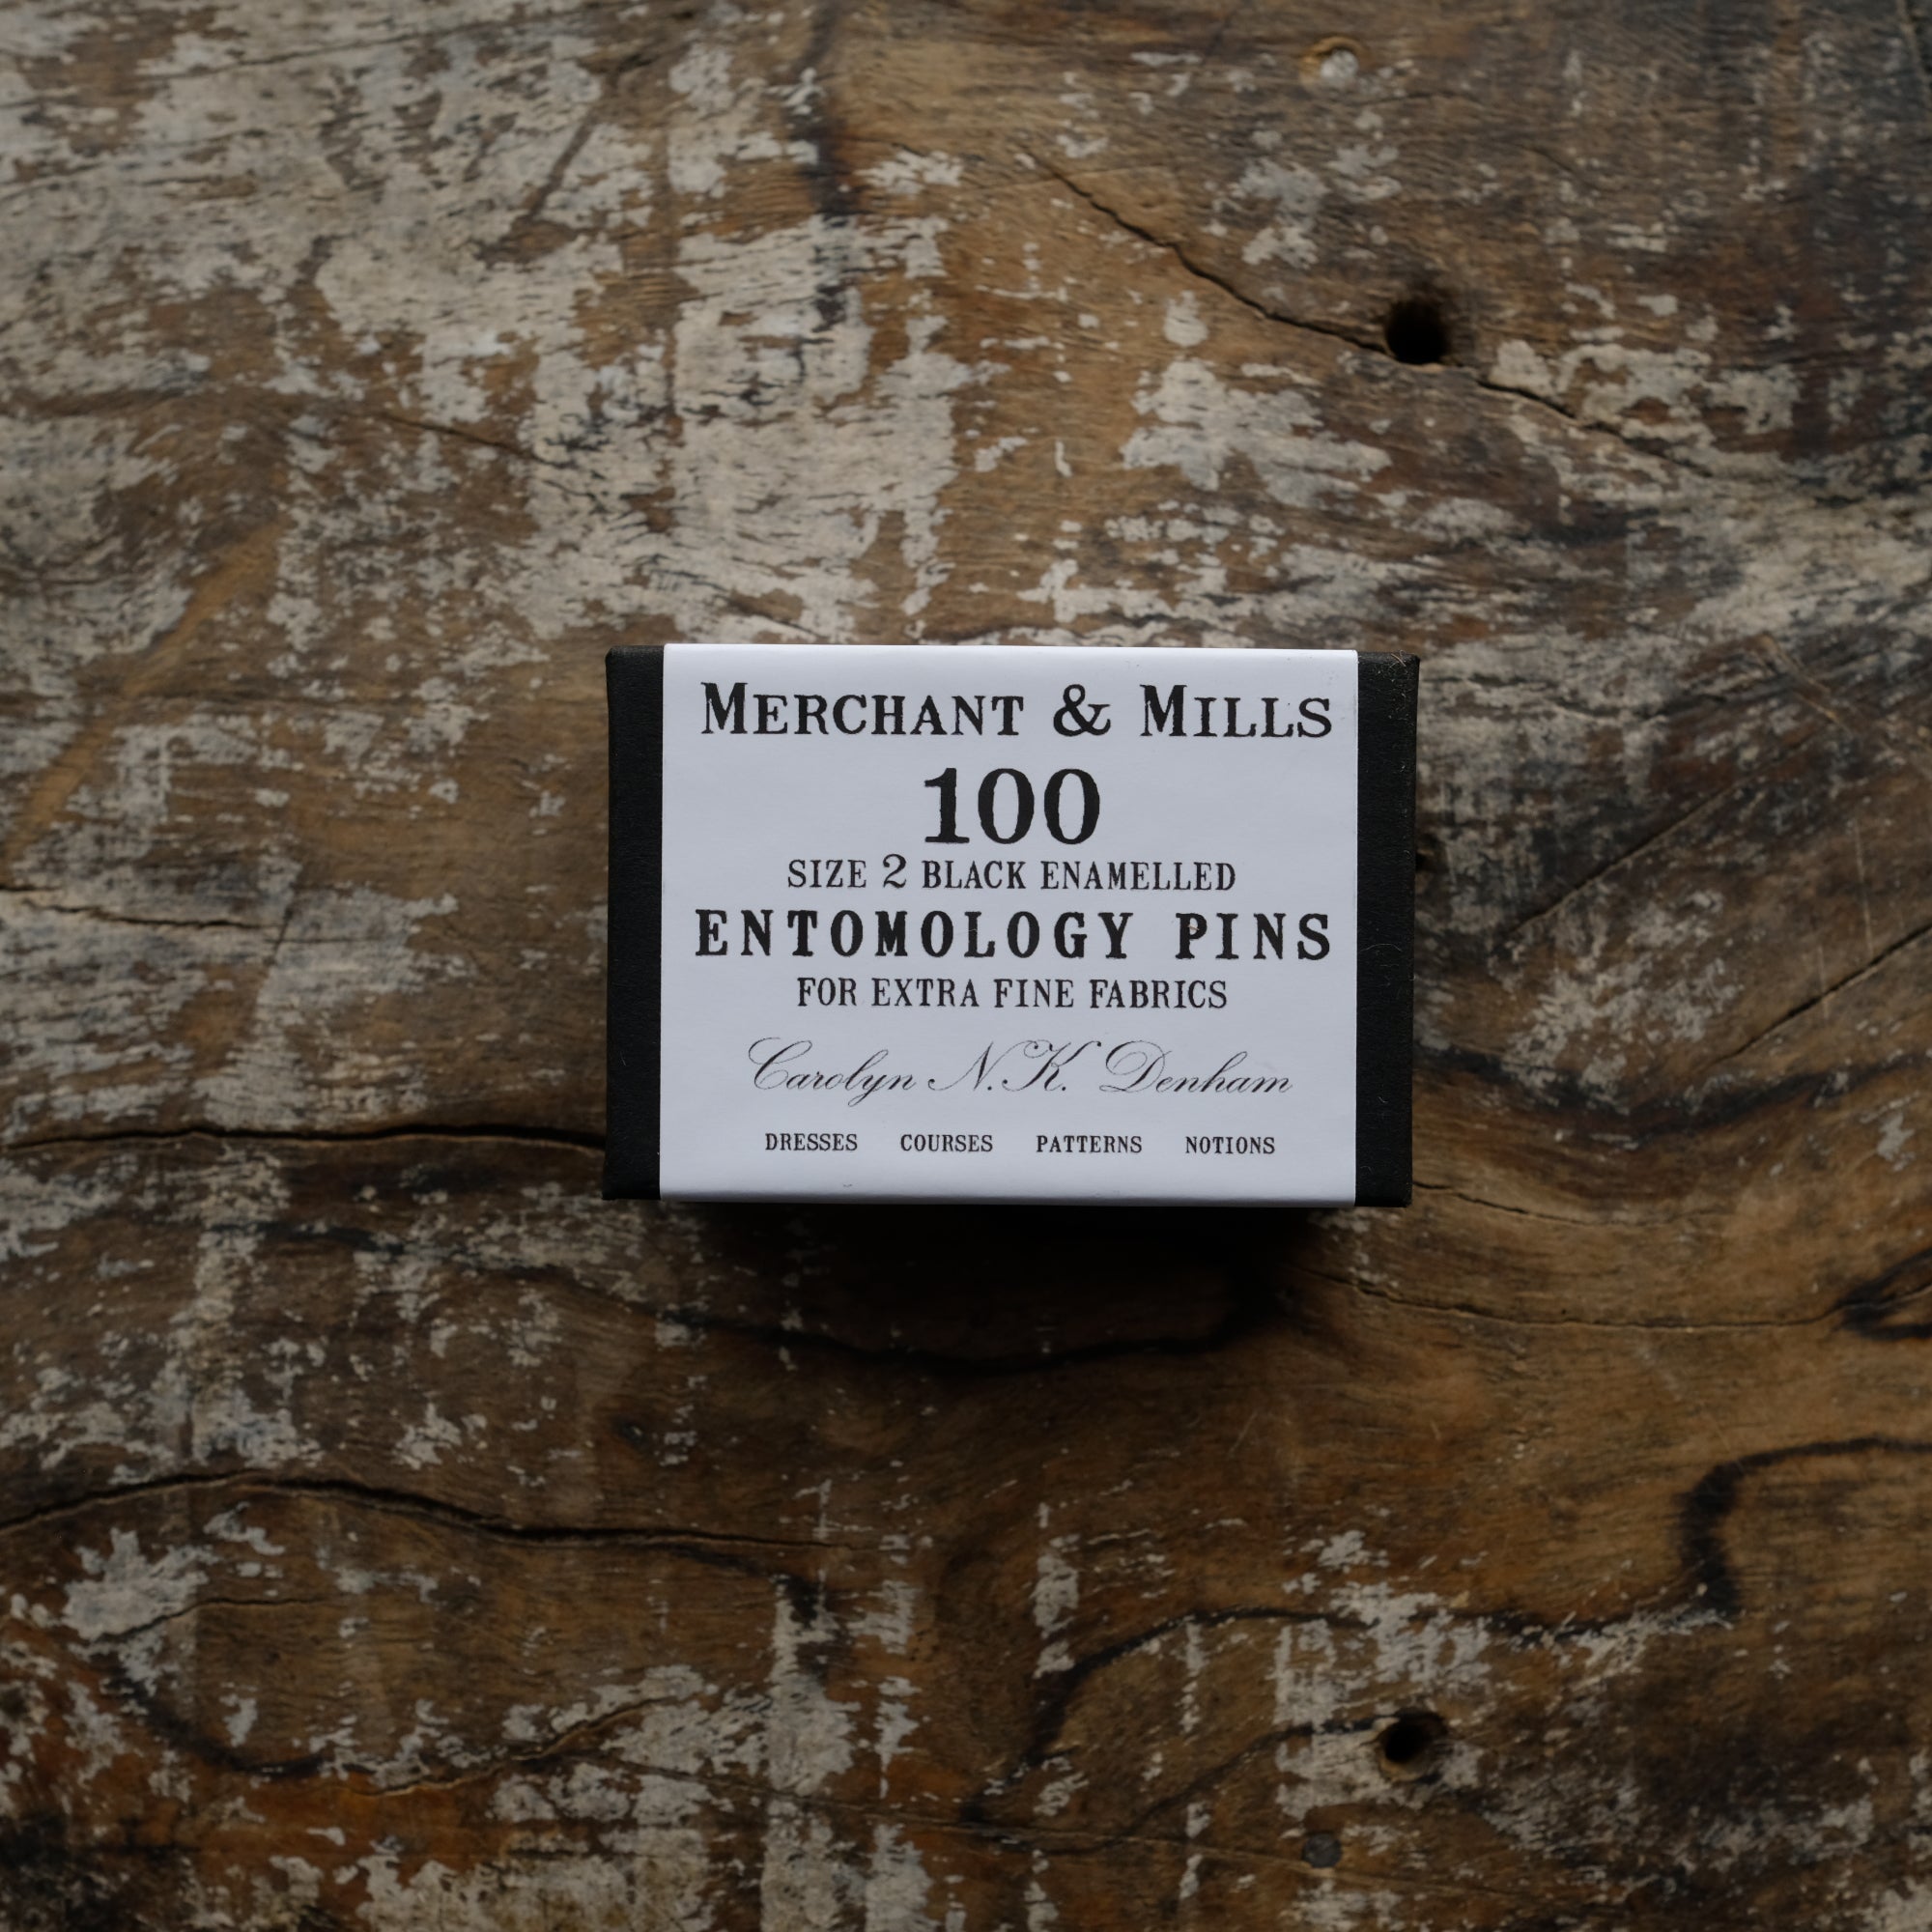 MERCHANT & MILLS
100
SIZE 2 BLACK ENAMELLED
ENTOMOLOGY PINS
FOR EXTRA FINE FABRICS
Carolyn N.K. Denham
DRESSES COURSES PATTERNS NOTIONS